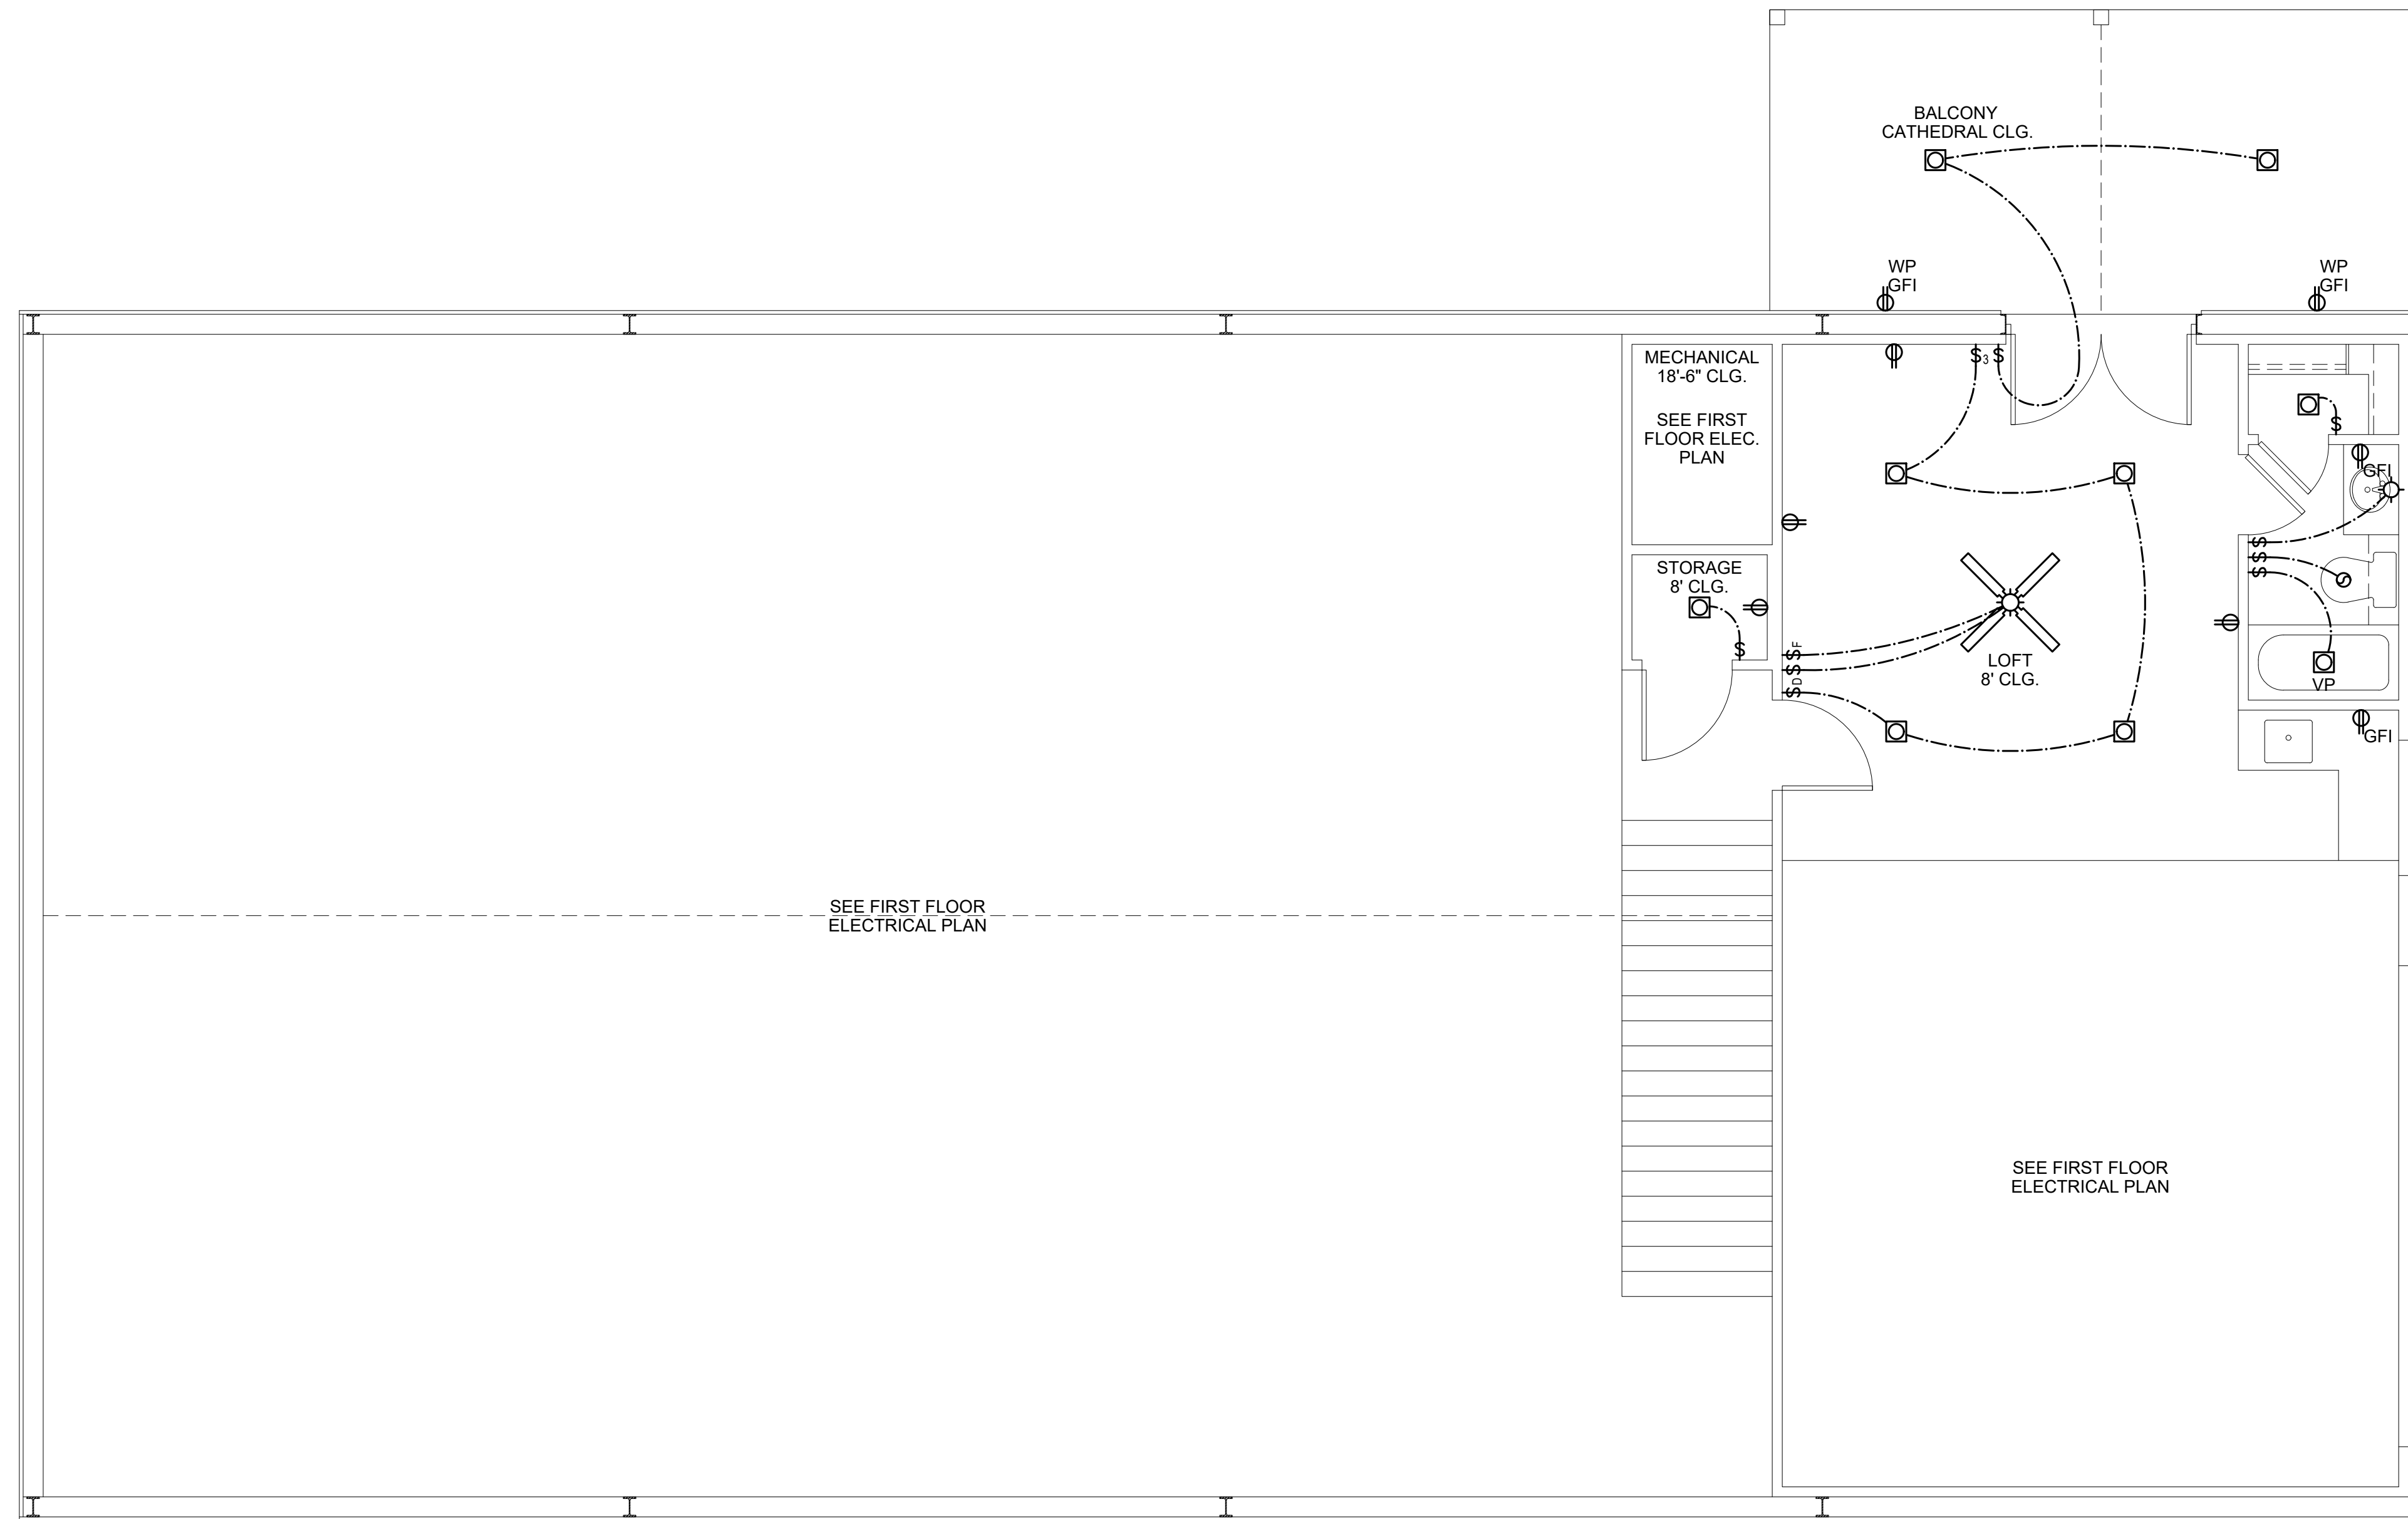 BALCONY
CATHEDRAL CLG.
WP
GFI
WP
GFI
MECHANICAL
18'-6" CLG.
SEE FIRST
FLOOR ELEC.
PLAN
$3 $
$
GFI
$
$
$
S
STORAGE
8' CLG.
$
$F
$
$D
LOFT
8' CLG.
VP
GFI
SEE FIRST FLOOR
ELECTRICAL PLAN
SEE FIRST FLOOR
ELECTRICAL PLAN